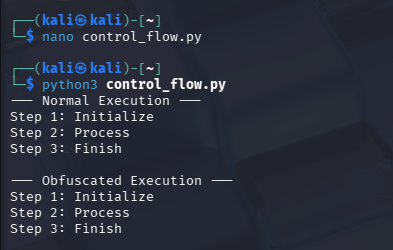 ┌──(kali㉿kali)-[~]
└─$ nano control_flow.py
┌──(kali㉿kali)-[~]
└─$ python3 control_flow.py
--- Normal Execution ---
Step 1: Initialize
Step 2: Process
Step 3: Finish
--- Obfuscated Execution ---
Step 1: Initialize
Step 2: Process
Step 3: Finish